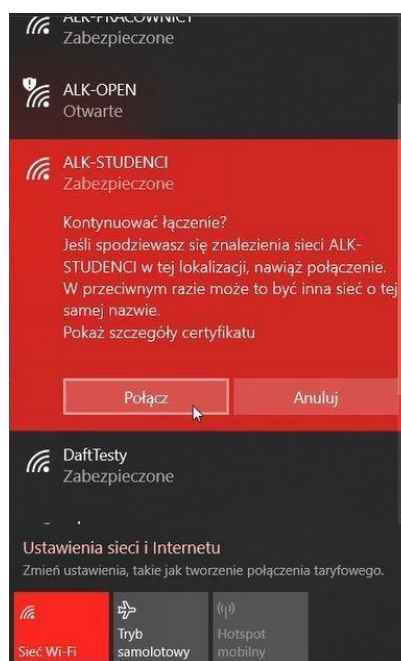 ALK-PRACOWNICY
Zabezpieczone
ALK-OPEN
Otwarte
ALK-STUDENCI
Zabezpieczone
Kontynuować łączenie?
Jeśli spodziewasz się znalezienia sieci ALK-
STUDENCI w tej lokalizacji, nawiąż połączenie.
W przeciwnym razie może to być inna sieć o tej
samej nazwie.
Pokaż szczegóły certyfikatu
Połącz
Anuluj
DaftTesty
Zabezpieczone
Ustawienia sieci i Internetu
Zmień ustawienia, takie jak tworzenie połączenia taryfowego.
Sieć Wi-Fi
Tryb
samolotowy
Hotspot
mobilny